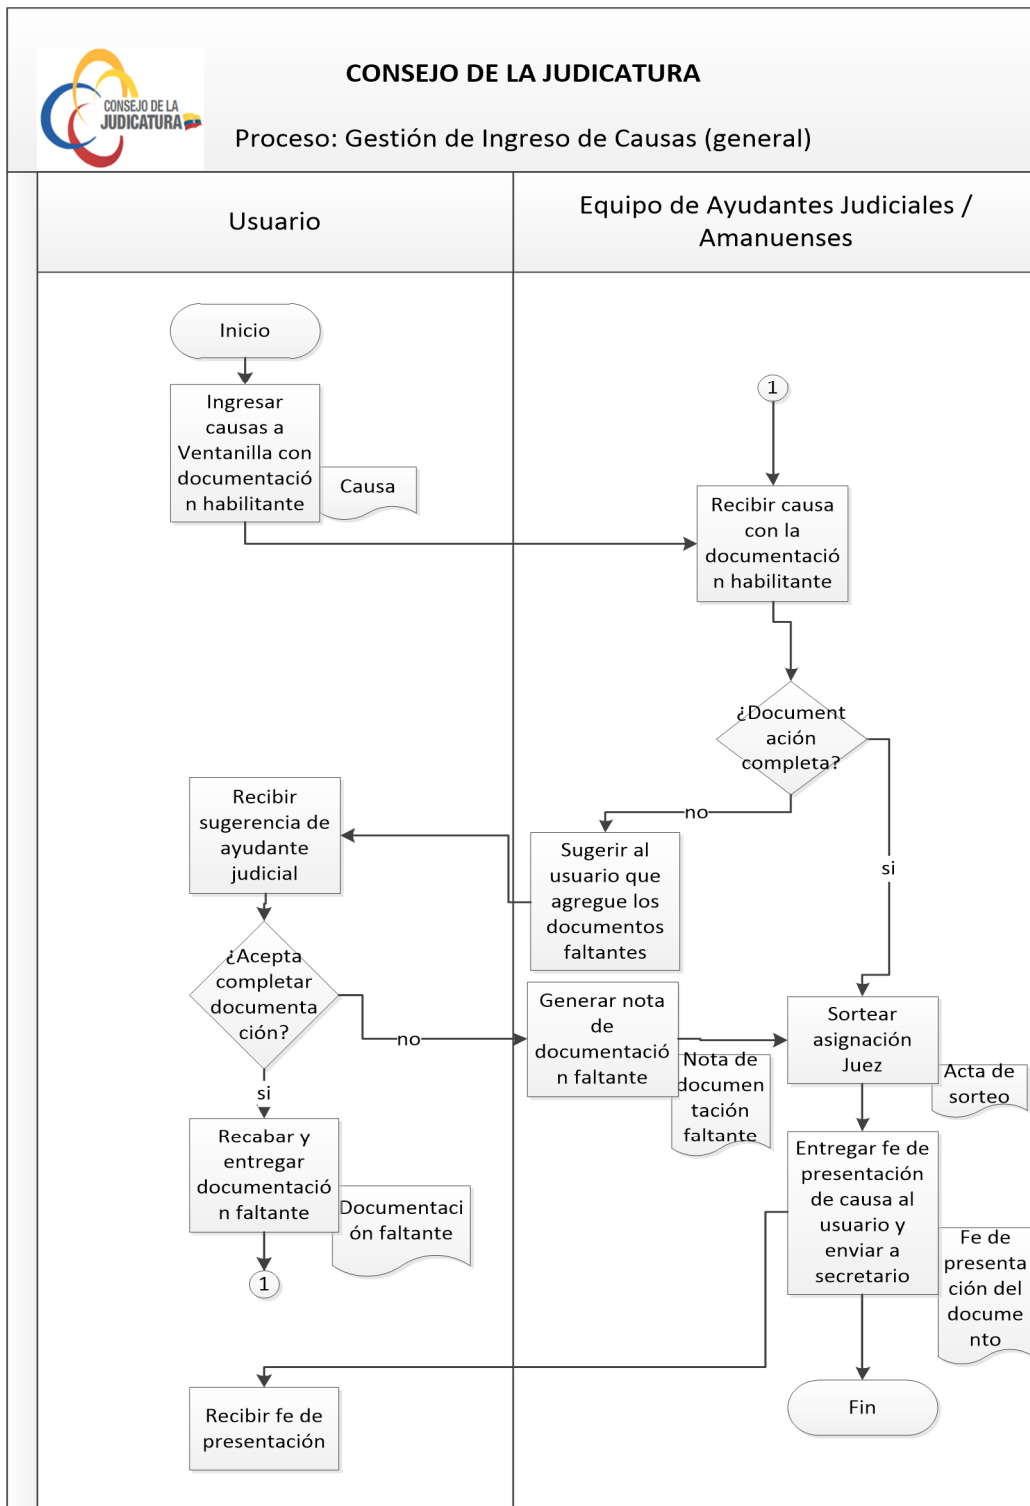 CONSEJO DE LA
JUDICATURA
CONSEJO DE LA JUDICATURA
Proceso: Gestión de Ingreso de Causas (general)
Usuario
Equipo de Ayudantes Judiciales /
Amanuenses
Inicio
Ingresar
causas a
Ventanilla con
documentació
n habilitante
Causa
1
Recibir causa
con la
documentació
n habilitante
¿Document
ación
completa?
no
si
Sugerir al
usuario que
agregue los
documentos
faltantes
Recibir
sugerencia de
ayudante
judicial
¿Acepta
completar
documenta
ción?
no
si
Generar nota
de
documentació
n faltante
Nota de
documen
tación
faltante
Sortear
asignación
Juez
Acta de
sorteo
Recabar y
entregar
documentació
n faltante
Documentaci
ón faltante
1
Entregar fe de
presentación
de causa al
usuario y
enviar a
secretario
Fe de
presenta
ción del
docume
nto
Recibir fe de
presentación
Fin